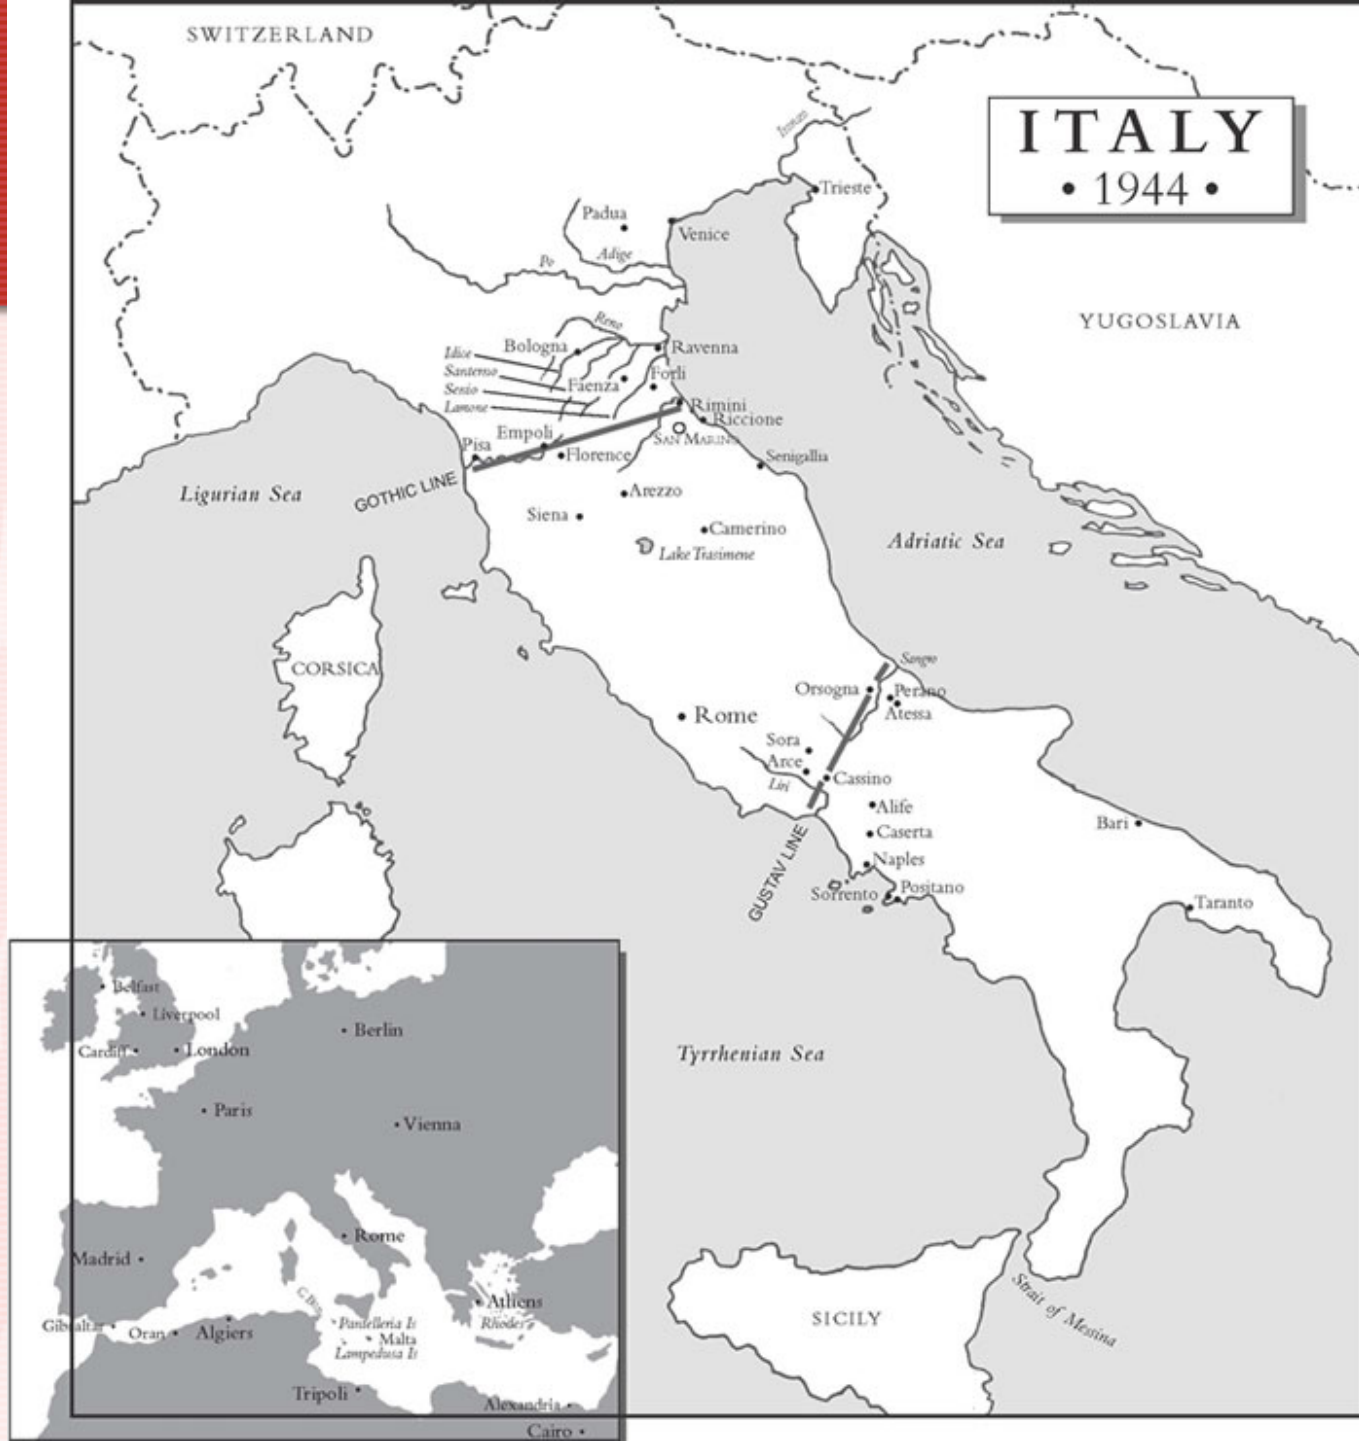 SWITZERLAND
ITALY
• 1944 •
Isonzo
Trieste
Padua
Venice
Adige
Po
YUGOSLAVIA
Reno
Bologna
Ravenna
Idice
Santerno
Senio
Lamone
Faenza
Forli
Rimini
Riccione
SAN MARINO
Empoli
Pisa
Florence
Senigallia
GOTHIC LINE
Ligurian Sea
Arezzo
Siena
Camerino
Lake Trasimene
Adriatic Sea
CORSICA
Sangro
Orsogna
Perano
Atessa
Rome
Sora
Arce
Liri
Cassino
Alife
Caserta
Bari
GUSTAV LINE
Naples
Sorrento
Positano
Taranto
Tyrrhenian Sea
SICILY
Strait of Messina
Belfast
Liverpool
Cardiff
London
Berlin
Paris
Vienna
Rome
Madrid
C Bon
Athens
Gibraltar
Oran
Algiers
Pantelleria Is
Rhodes
Malta
Lampedusa Is
Tripoli
Alexandria
Cairo